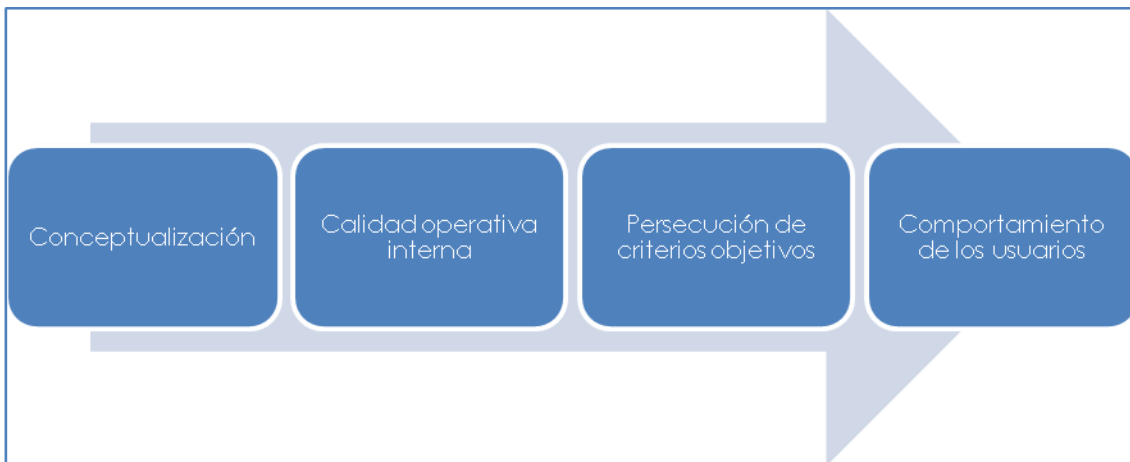 Conceptualización
Calidad operativa
interna
Persecución de
criterios objetivos
Comportamiento
de los usuarios